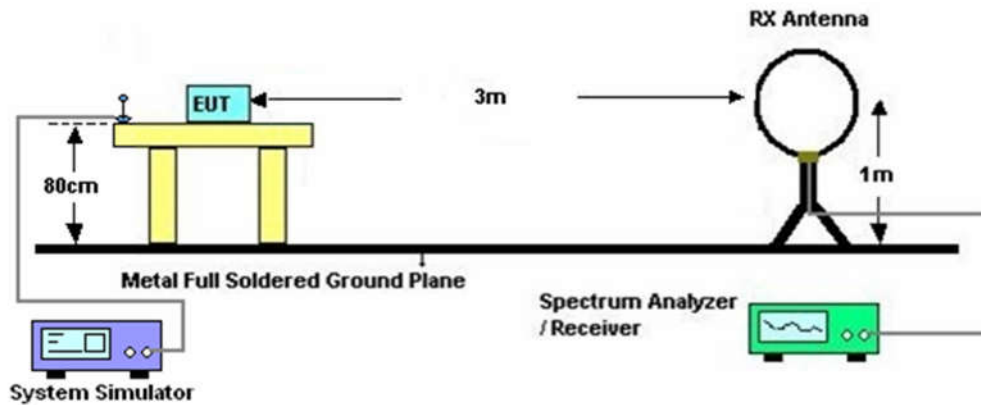 RX Antenna
EUT
3m
80cm
1m
Metal Full Soldered Ground Plane
Spectrum Analyzer
/ Receiver
System Simulator